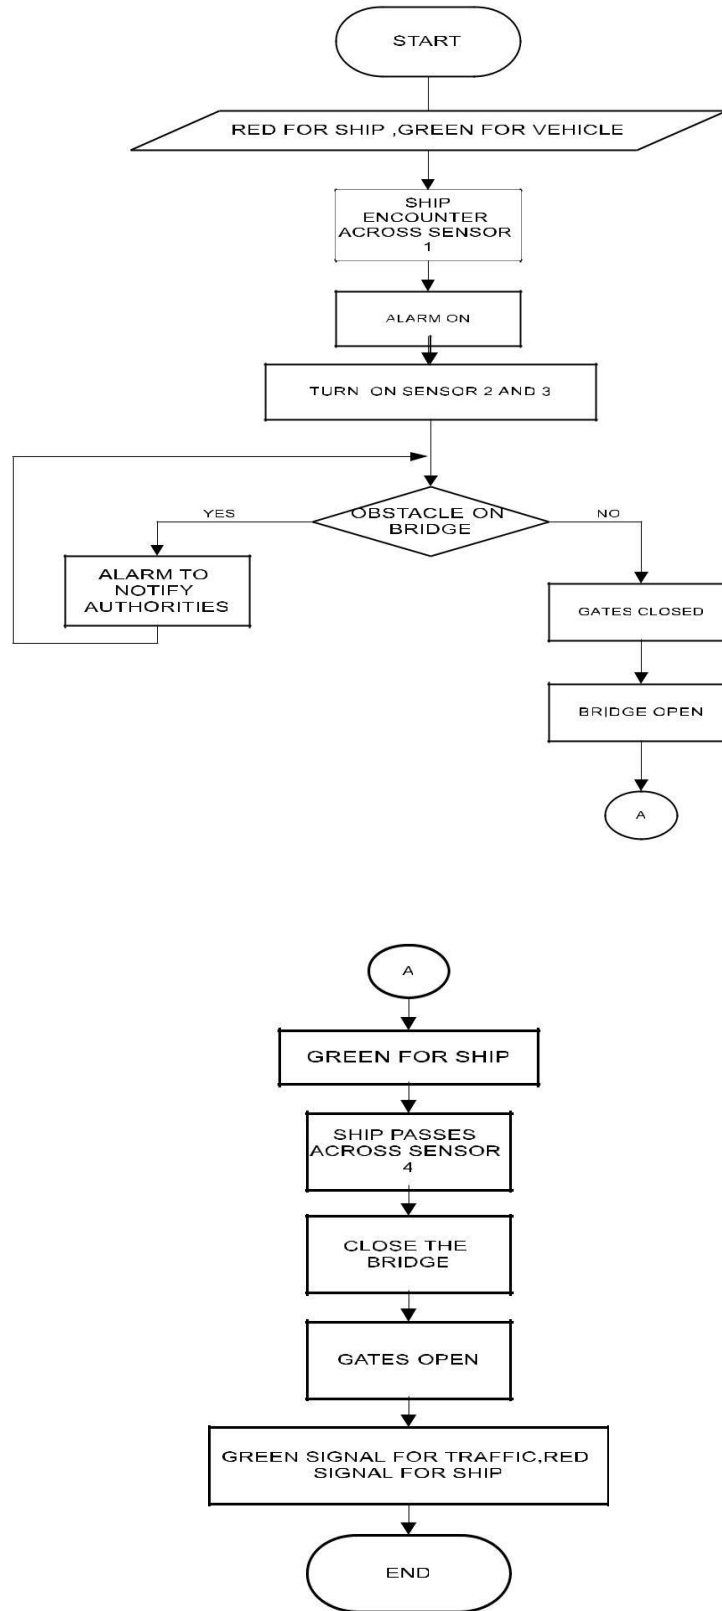 START
RED FOR SHIP ,GREEN FOR VEHICLE
SHIP
ENCOUNTER
ACROSS SENSOR
1
ALARM ON
TURN ON SENSOR 2 AND 3
OBSTACLE ON
BRIDGE
YES
NO
ALARM TO
NOTIFY
AUTHORITIES
GATES CLOSED
BRIDGE OPEN
A
A
GREEN FOR SHIP
SHIP PASSES
ACROSS SENSOR
4
CLOSE THE
BRIDGE
GATES OPEN
GREEN SIGNAL FOR TRAFFIC,RED
SIGNAL FOR SHIP
END